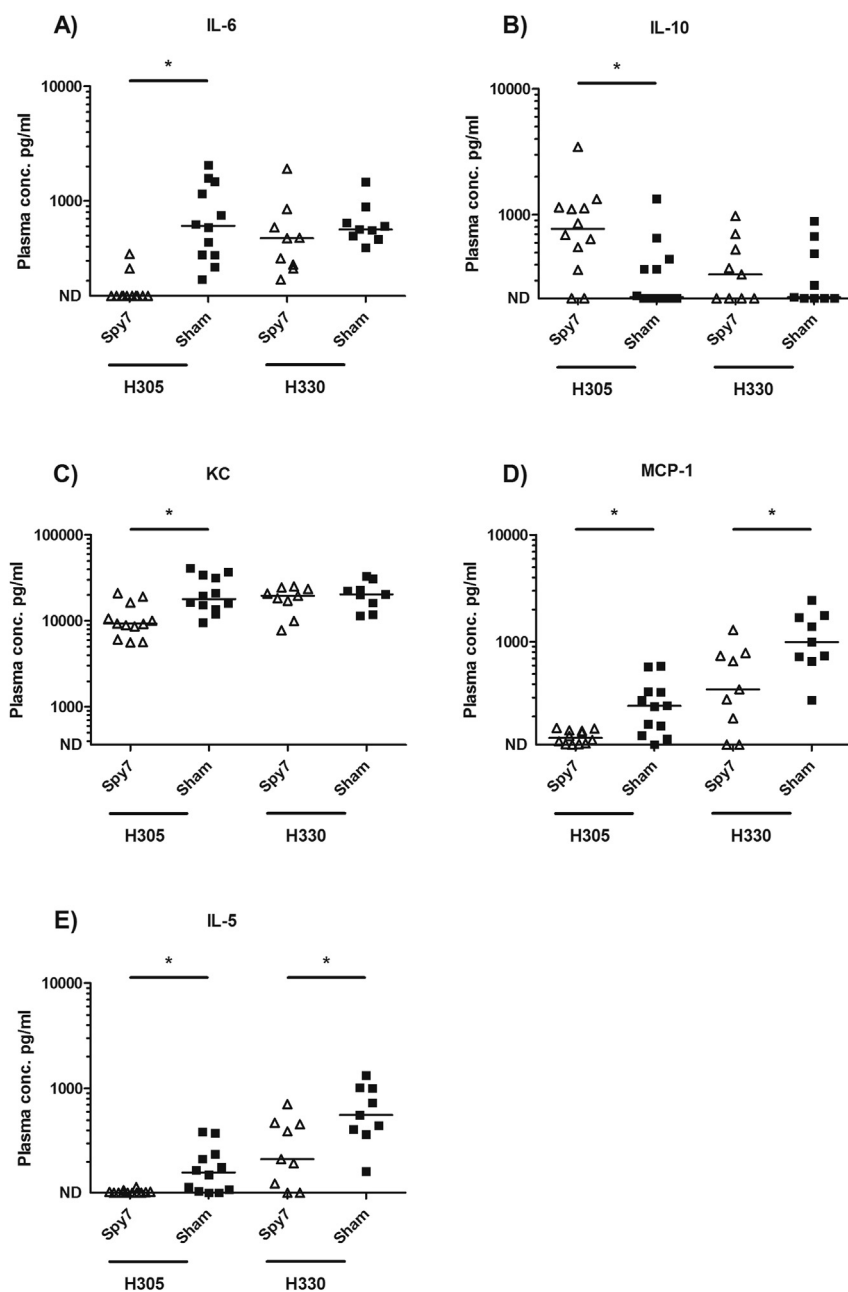 A) IL-6
*
Plasma conc. pg/ml
10000
1000
ND
Spy7 Sham Spy7 Sham
H305 H330
B) IL-10
*
Plasma conc. pg/ml
10000
1000
ND
Spy7 Sham Spy7 Sham
H305 H330
C) KC
*
Plasma conc. pg/ml
100000
10000
1000
ND
Spy7 Sham Spy7 Sham
H305 H330
D) MCP-1
* *
Plasma conc. pg/ml
10000
1000
ND
Spy7 Sham Spy7 Sham
H305 H330
E) IL-5
* *
Plasma conc. pg/ml
10000
1000
ND
Spy7 Sham Spy7 Sham
H305 H330